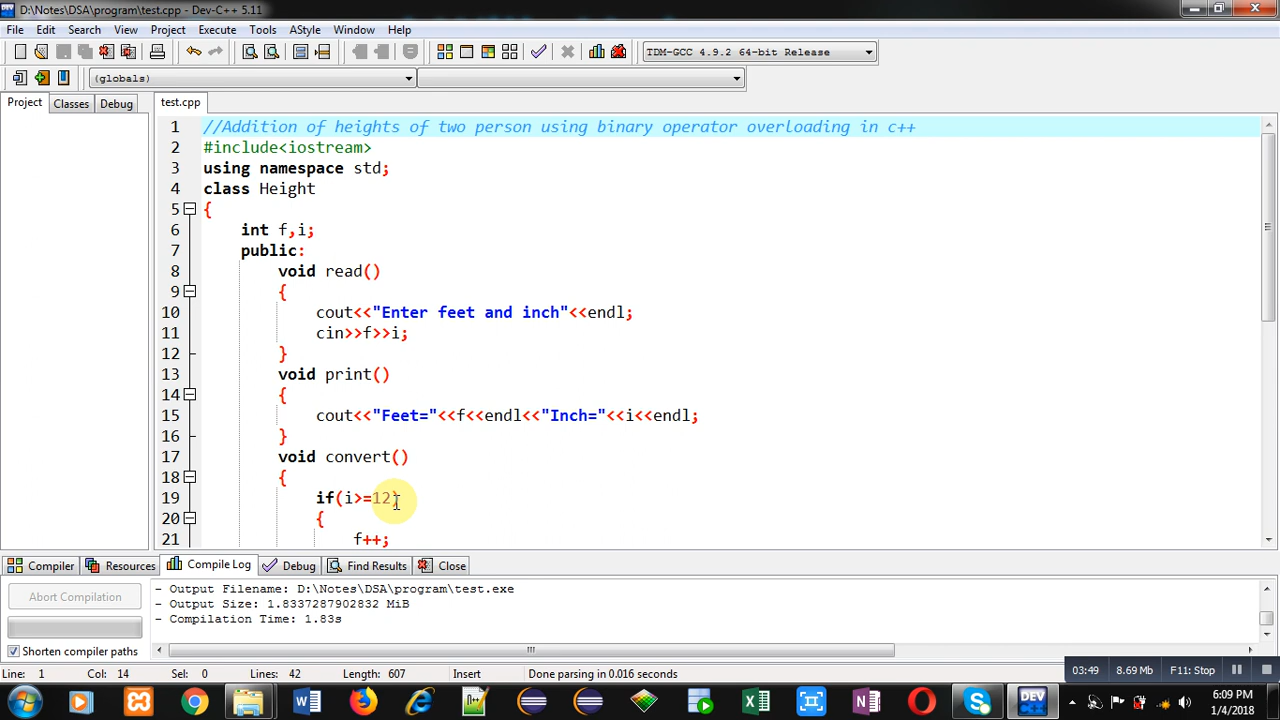 D:\Notes\DSA\program\test.cpp - Dev-C++ 5.11
File Edit Search View Project Execute Tools AStyle Window Help
TDM-GCC 4.9.2 64-bit Release
(globals)
Project Classes Debug test.cpp
1 //Addition of heights of two person using binary operator overloading in c++
2 #include<iostream>
3 using namespace std;
4 class Height
5 {
6 int f,i;
7 public:
8 void read()
9 {
10 cout<<"Enter feet and inch"<<endl;
11 cin>>f>>i;
12 }
13 void print()
14 {
15 cout<<"Feet="<<f<<endl<<"Inch="<<i<<endl;
16 }
17 void convert()
18 {
19 if(i>=12)
20 {
21 f++;
Compiler Resources Compile Log Debug Find Results Close
Abort Compilation
Shorten compiler paths
- Output Filename: D:\Notes\DSA\program\test.exe
- Output Size: 1.8337287902832 MiB
- Compilation Time: 1.83s
Line: 1 Col: 14 Sel: 0 Lines: 42 Length: 607 Insert Done parsing in 0.016 seconds
03:49 8.69 Mb F11: Stop
DEV
6:09 PM
1/4/2018